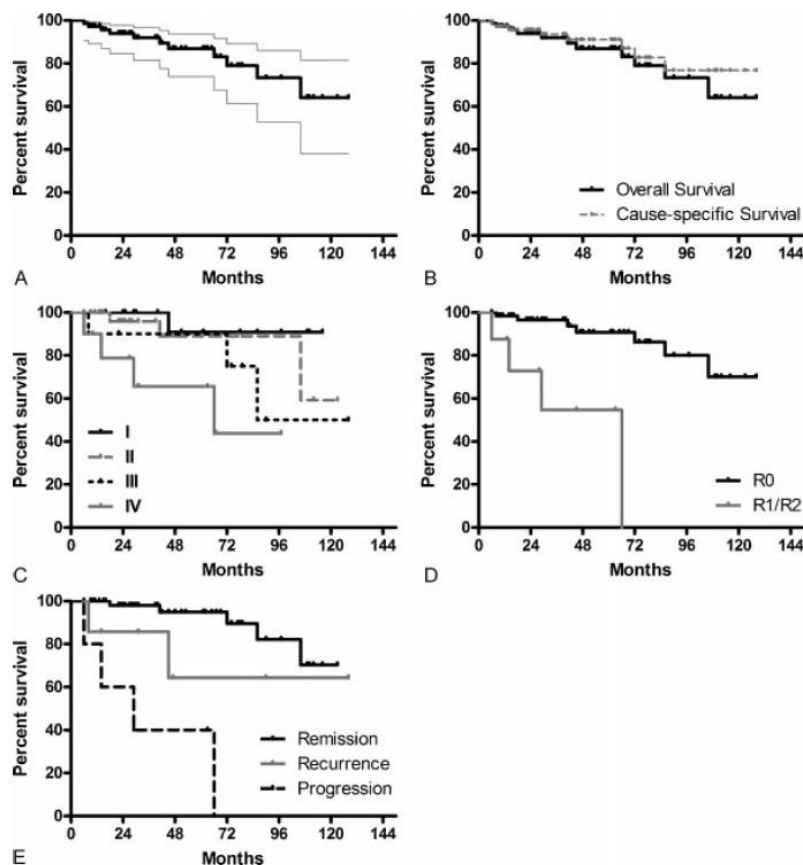 Percent survival
100
80
60
40
20
0
0 24 48 72 96 120 144
Months
A
Percent survival
100
80
60
40
20
0
Overall Survival
Cause-specific Survival
0 24 48 72 96 120 144
Months
B
Percent survival
100
80
60
40
20
0
I
II
III
IV
0 24 48 72 96 120 144
Months
C
Percent survival
100
80
60
40
20
0
R0
R1/R2
0 24 48 72 96 120 144
Months
D
Percent survival
100
80
60
40
20
0
Remission
Recurrence
Progression
0 24 48 72 96 120 144
Months
E